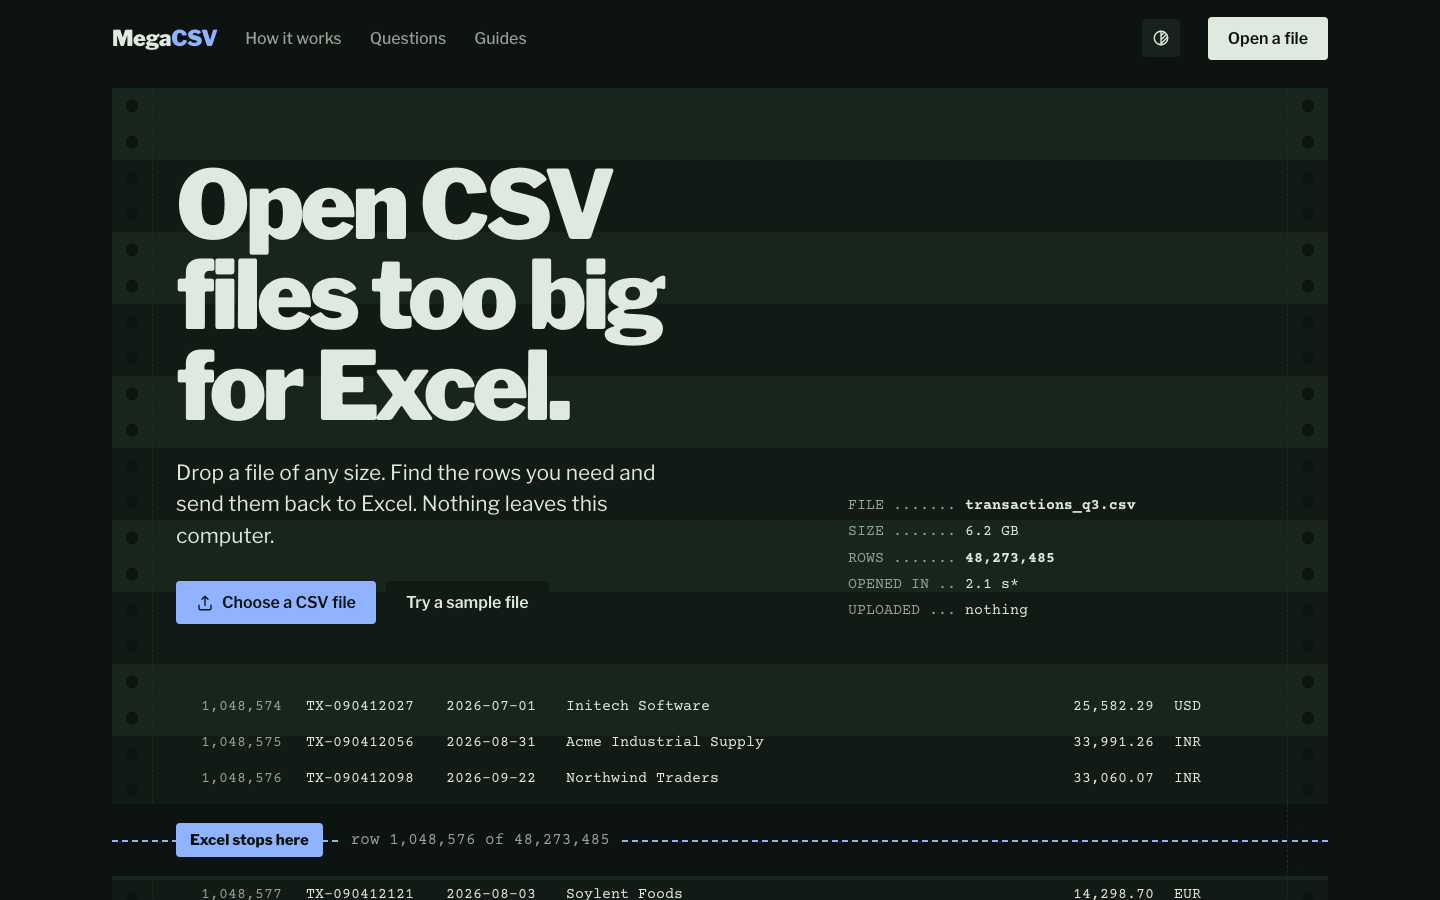 MegaCSV How it works Questions Guides Open a file
Open CSV
files too big
for Excel.
Drop a file of any size. Find the rows you need and
send them back to Excel. Nothing leaves this
computer.
Choose a CSV file Try a sample file
FILE ....... transactions_q3.csv
SIZE ....... 6.2 GB
ROWS ....... 48,273,485
OPENED IN .. 2.1 s*
UPLOADED ... nothing
1,048,574 TX-090412027 2026-07-01 Initech Software 25,582.29 USD
1,048,575 TX-090412056 2026-08-31 Acme Industrial Supply 33,991.26 INR
1,048,576 TX-090412098 2026-09-22 Northwind Traders 33,060.07 INR
Excel stops here row 1,048,576 of 48,273,485
1,048,577 TX-090412121 2026-08-03 Soylent Foods 14,298.70 EUR